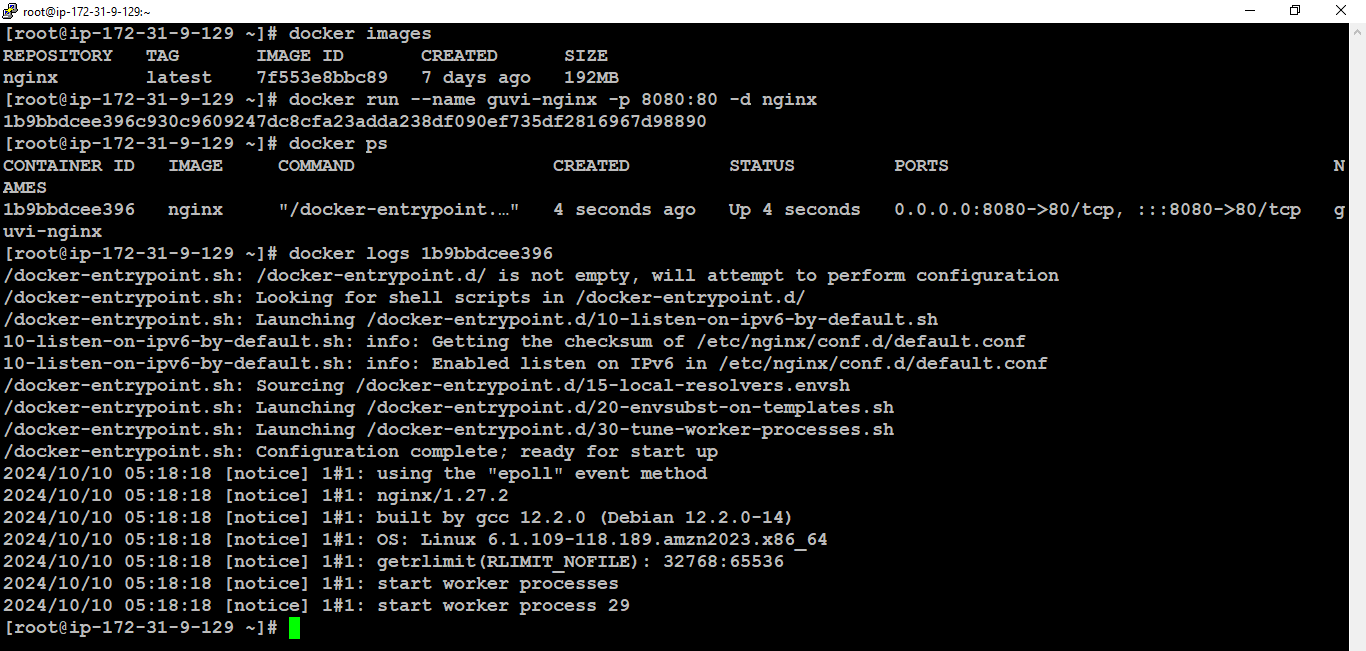 root@ip-172-31-9-129:~
[root@ip-172-31-9-129 ~]# docker images
REPOSITORY   TAG       IMAGE ID       CREATED      SIZE
nginx        latest    7f553e8bbc89   7 days ago   192MB
[root@ip-172-31-9-129 ~]# docker run --name guvi-nginx -p 8080:80 -d nginx
1b9bbdcee396c930c9609247dc8cfa23adda238df090ef735df2816967d98890
[root@ip-172-31-9-129 ~]# docker ps
CONTAINER ID   IMAGE     COMMAND                  CREATED         STATUS         PORTS                                   N
AMES
1b9bbdcee396   nginx     "/docker-entrypoint.…"   4 seconds ago   Up 4 seconds   0.0.0.0:8080->80/tcp, :::8080->80/tcp   g
uvi-nginx
[root@ip-172-31-9-129 ~]# docker logs 1b9bbdcee396
/docker-entrypoint.sh: /docker-entrypoint.d/ is not empty, will attempt to perform configuration
/docker-entrypoint.sh: Looking for shell scripts in /docker-entrypoint.d/
/docker-entrypoint.sh: Launching /docker-entrypoint.d/10-listen-on-ipv6-by-default.sh
10-listen-on-ipv6-by-default.sh: info: Getting the checksum of /etc/nginx/conf.d/default.conf
10-listen-on-ipv6-by-default.sh: info: Enabled listen on IPv6 in /etc/nginx/conf.d/default.conf
/docker-entrypoint.sh: Sourcing /docker-entrypoint.d/15-local-resolvers.envsh
/docker-entrypoint.sh: Launching /docker-entrypoint.d/20-envsubst-on-templates.sh
/docker-entrypoint.sh: Launching /docker-entrypoint.d/30-tune-worker-processes.sh
/docker-entrypoint.sh: Configuration complete; ready for start up
2024/10/10 05:18:18 [notice] 1#1: using the "epoll" event method
2024/10/10 05:18:18 [notice] 1#1: nginx/1.27.2
2024/10/10 05:18:18 [notice] 1#1: built by gcc 12.2.0 (Debian 12.2.0-14)
2024/10/10 05:18:18 [notice] 1#1: OS: Linux 6.1.109-118.189.amzn2023.x86_64
2024/10/10 05:18:18 [notice] 1#1: getrlimit(RLIMIT_NOFILE): 32768:65536
2024/10/10 05:18:18 [notice] 1#1: start worker processes
2024/10/10 05:18:18 [notice] 1#1: start worker process 29
[root@ip-172-31-9-129 ~]#